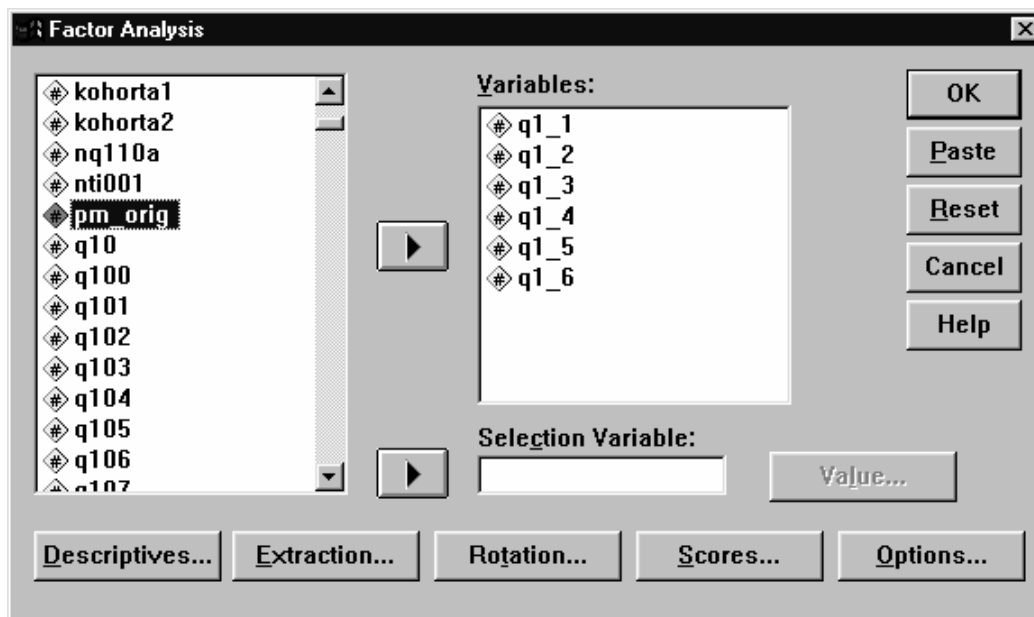 Factor Analysis
kohorta1
kohorta2
nq110a
nti001
pm_orig
q10
q100
q101
q102
q103
q104
q105
q106
q107
Variables:
q1_1
q1_2
q1_3
q1_4
q1_5
q1_6
Selection Variable:
Value...
OK
Paste
Reset
Cancel
Help
Descriptives...
Extraction...
Rotation...
Scores...
Options...